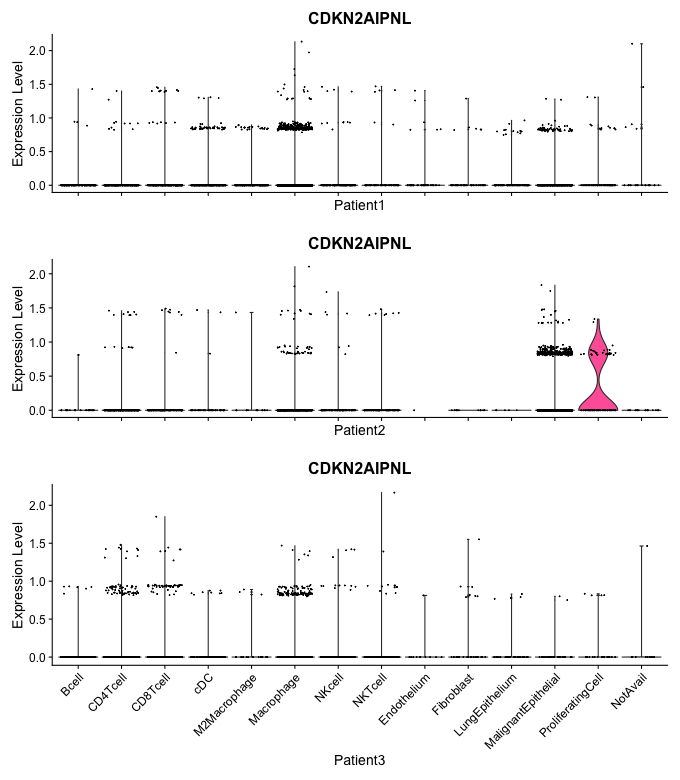 CDKN2AIPNL
Expression Level
2.0
1.5
1.0
0.5
0.0
Patient1
CDKN2AIPNL
Expression Level
2.0
1.5
1.0
0.5
0.0
Patient2
CDKN2AIPNL
Expression Level
2.0
1.5
1.0
0.5
0.0
Bcell
CD4Tcell
CD8Tcell
cDC
M2Macrophage
Macrophage
NKcell
NKTcell
Endothelium
Fibroblast
LungEpithelium
MalignantEpithelial
ProliferatingCell
NotAvail
Patient3